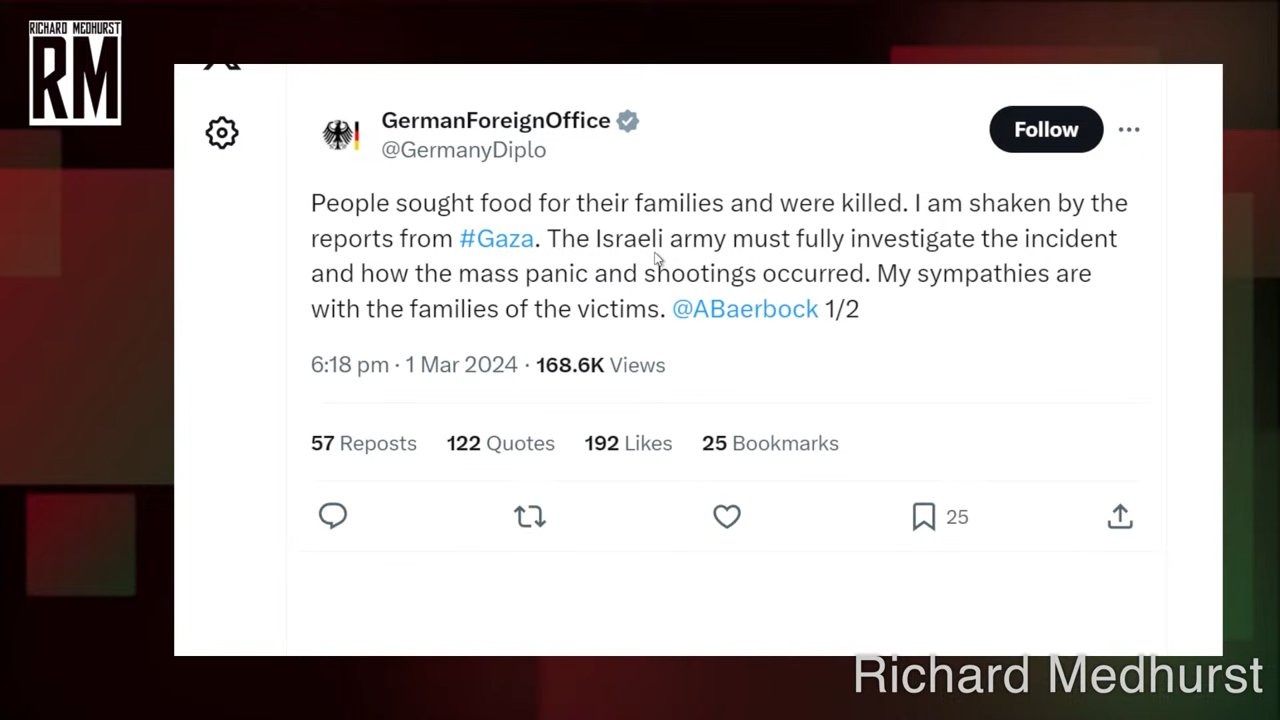 RICHARD MEDHURST
RM
GermanForeignOffice
@GermanyDiplo
Follow
People sought food for their families and were killed. I am shaken by the
reports from #Gaza. The Israeli army must fully investigate the incident
and how the mass panic and shootings occurred. My sympathies are
with the families of the victims. @ABaerbock 1/2
6:18 pm · 1 Mar 2024 · 168.6K Views
57 Reposts 122 Quotes 192 Likes 25 Bookmarks
25
Richard Medhurst